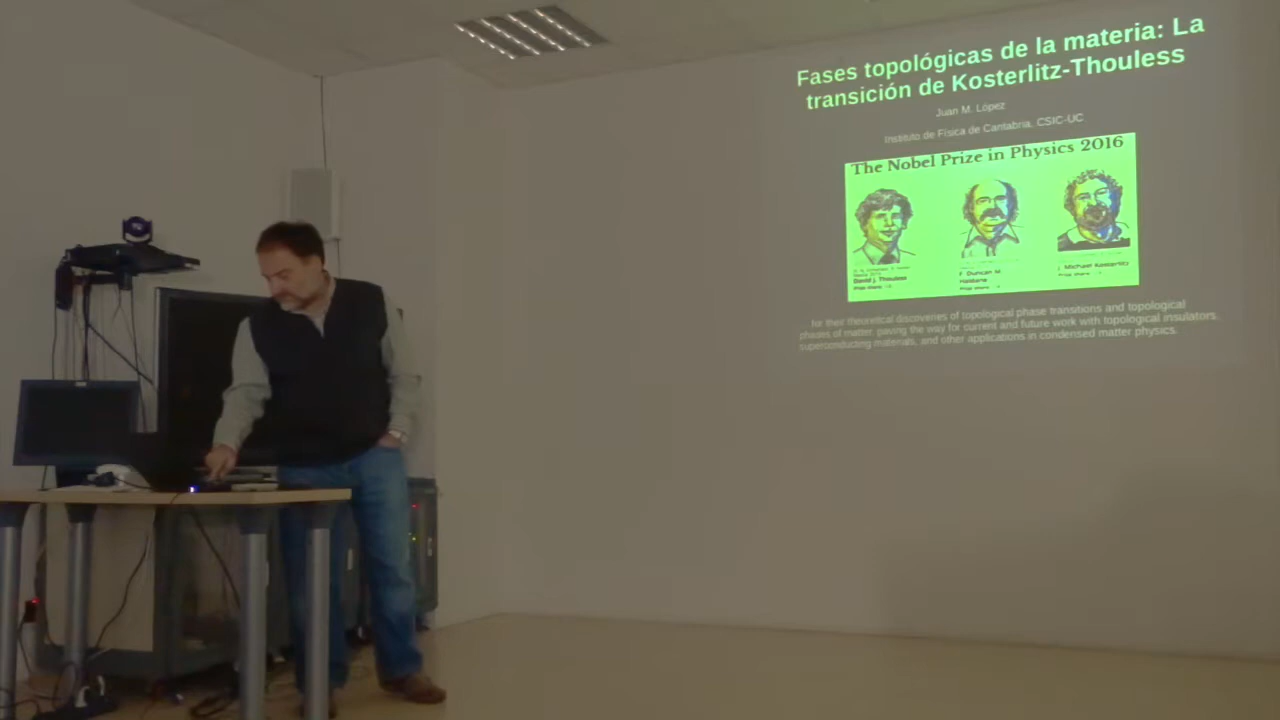 Fases topológicas de la materia: La
transición de Kosterlitz-Thouless
Juan M. López
Instituto de Física de Cantabria, CSIC-UC
The Nobel Prize in Physics 2016
David J. Thouless
F. Duncan M.
Haldane
J. Michael Kosterlitz
for their theoretical discoveries of topological phase transitions and topological
phases of matter, paving the way for current and future work with topological insulators,
superconducting materials, and other applications in condensed matter physics.